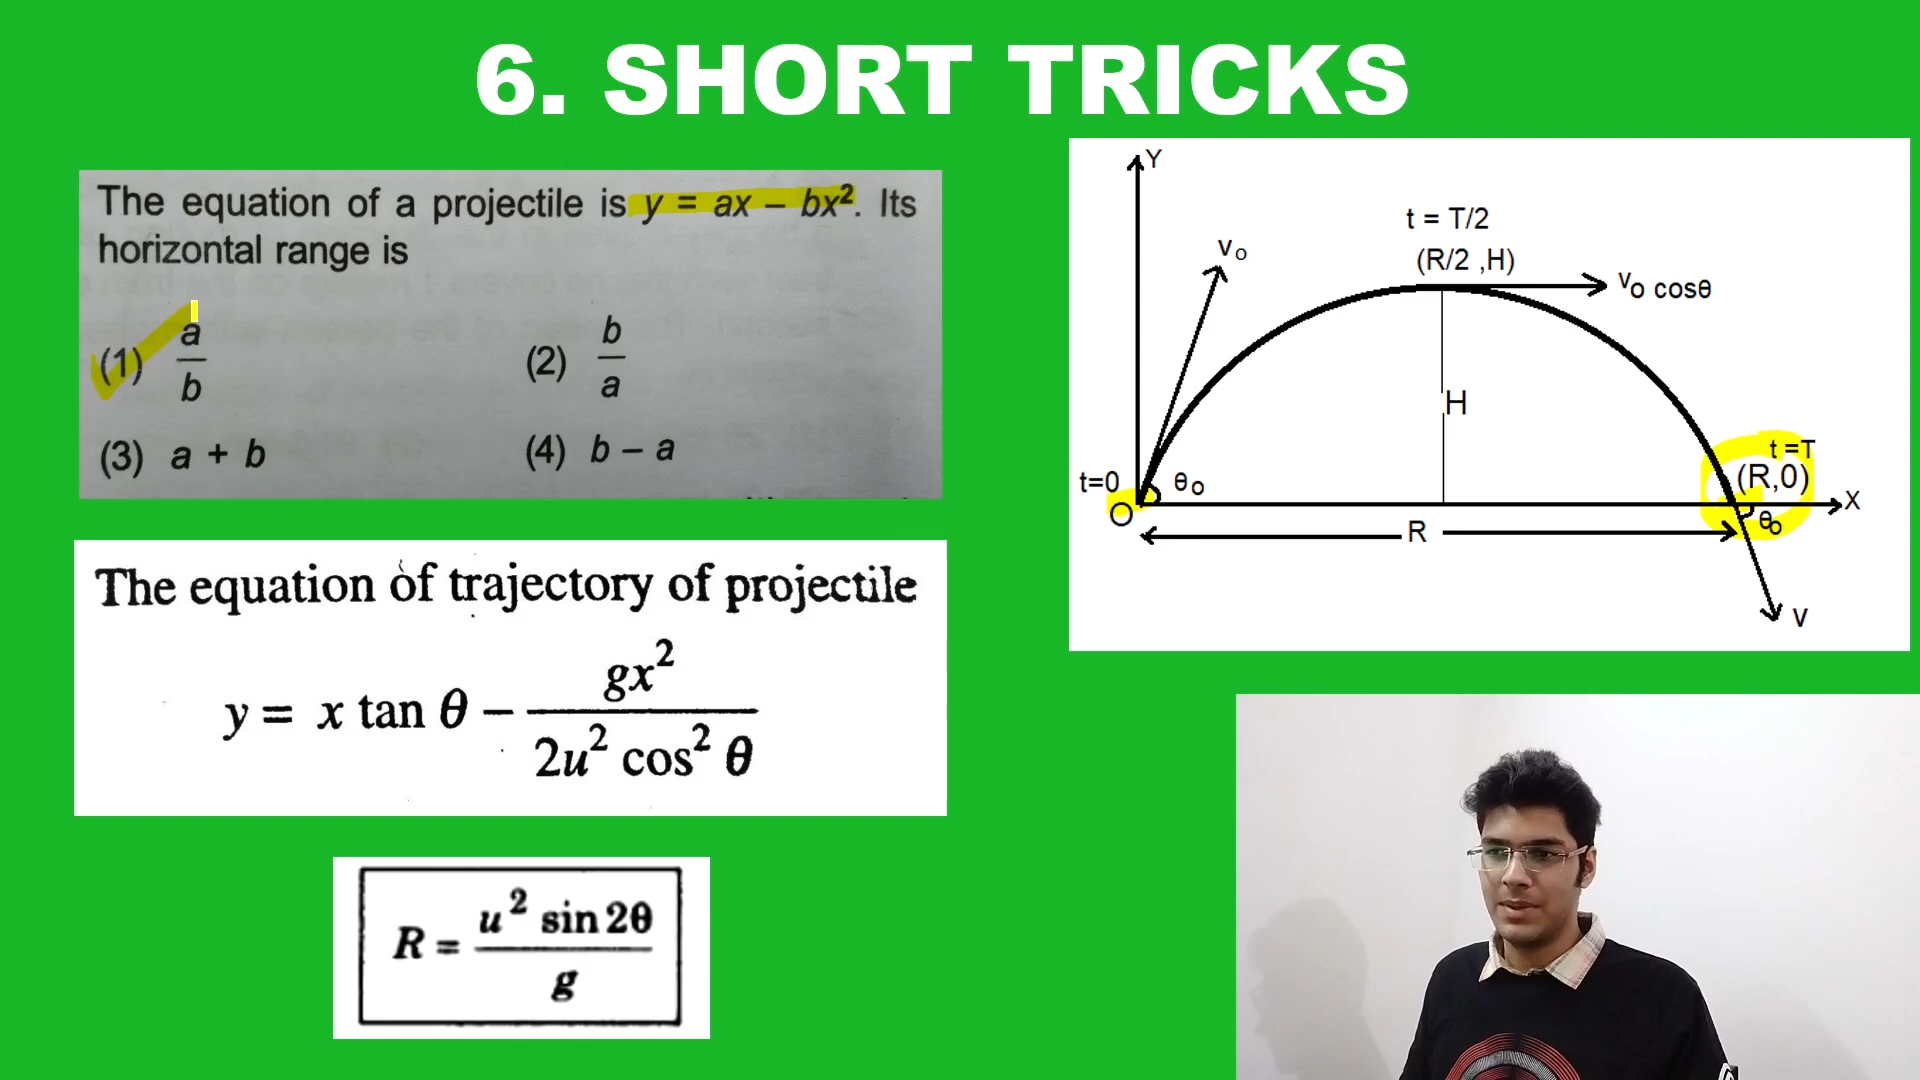 6. SHORT TRICKS
The equation of a projectile is y = ax – bx². Its
horizontal range is
(1) a/b
(2) b/a
(3) a + b
(4) b – a
The equation of trajectory of projectile
y = x tan θ – gx² / 2u² cos² θ
R = u² sin 2θ / g
Y
t = T/2
(R/2 ,H)
v₀
v₀ cosθ
H
t=0
θ₀
O
t=T
(R,0)
X
θ₀
R
v